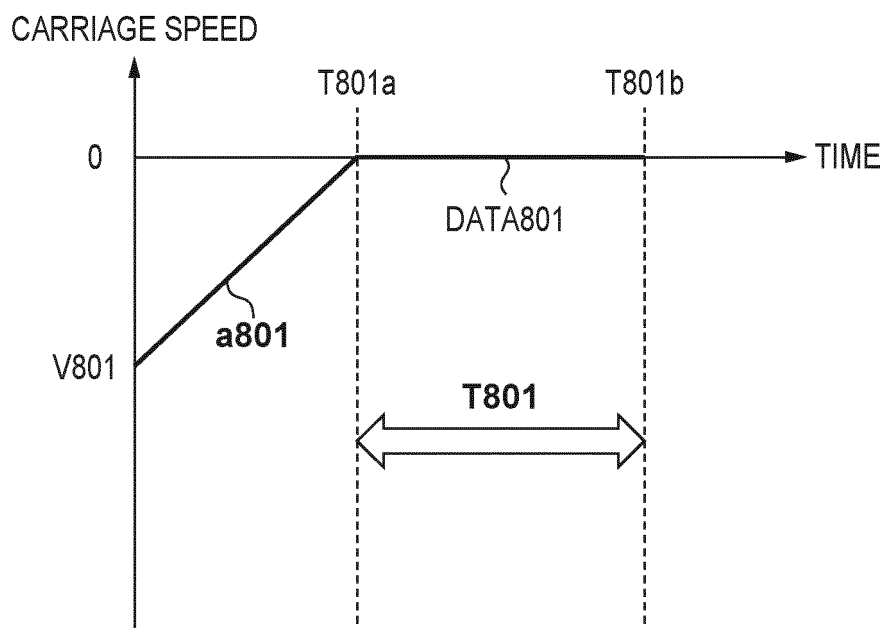 CARRIAGE SPEED
T801a
T801b
0
TIME
DATA801
a801
V801
T801